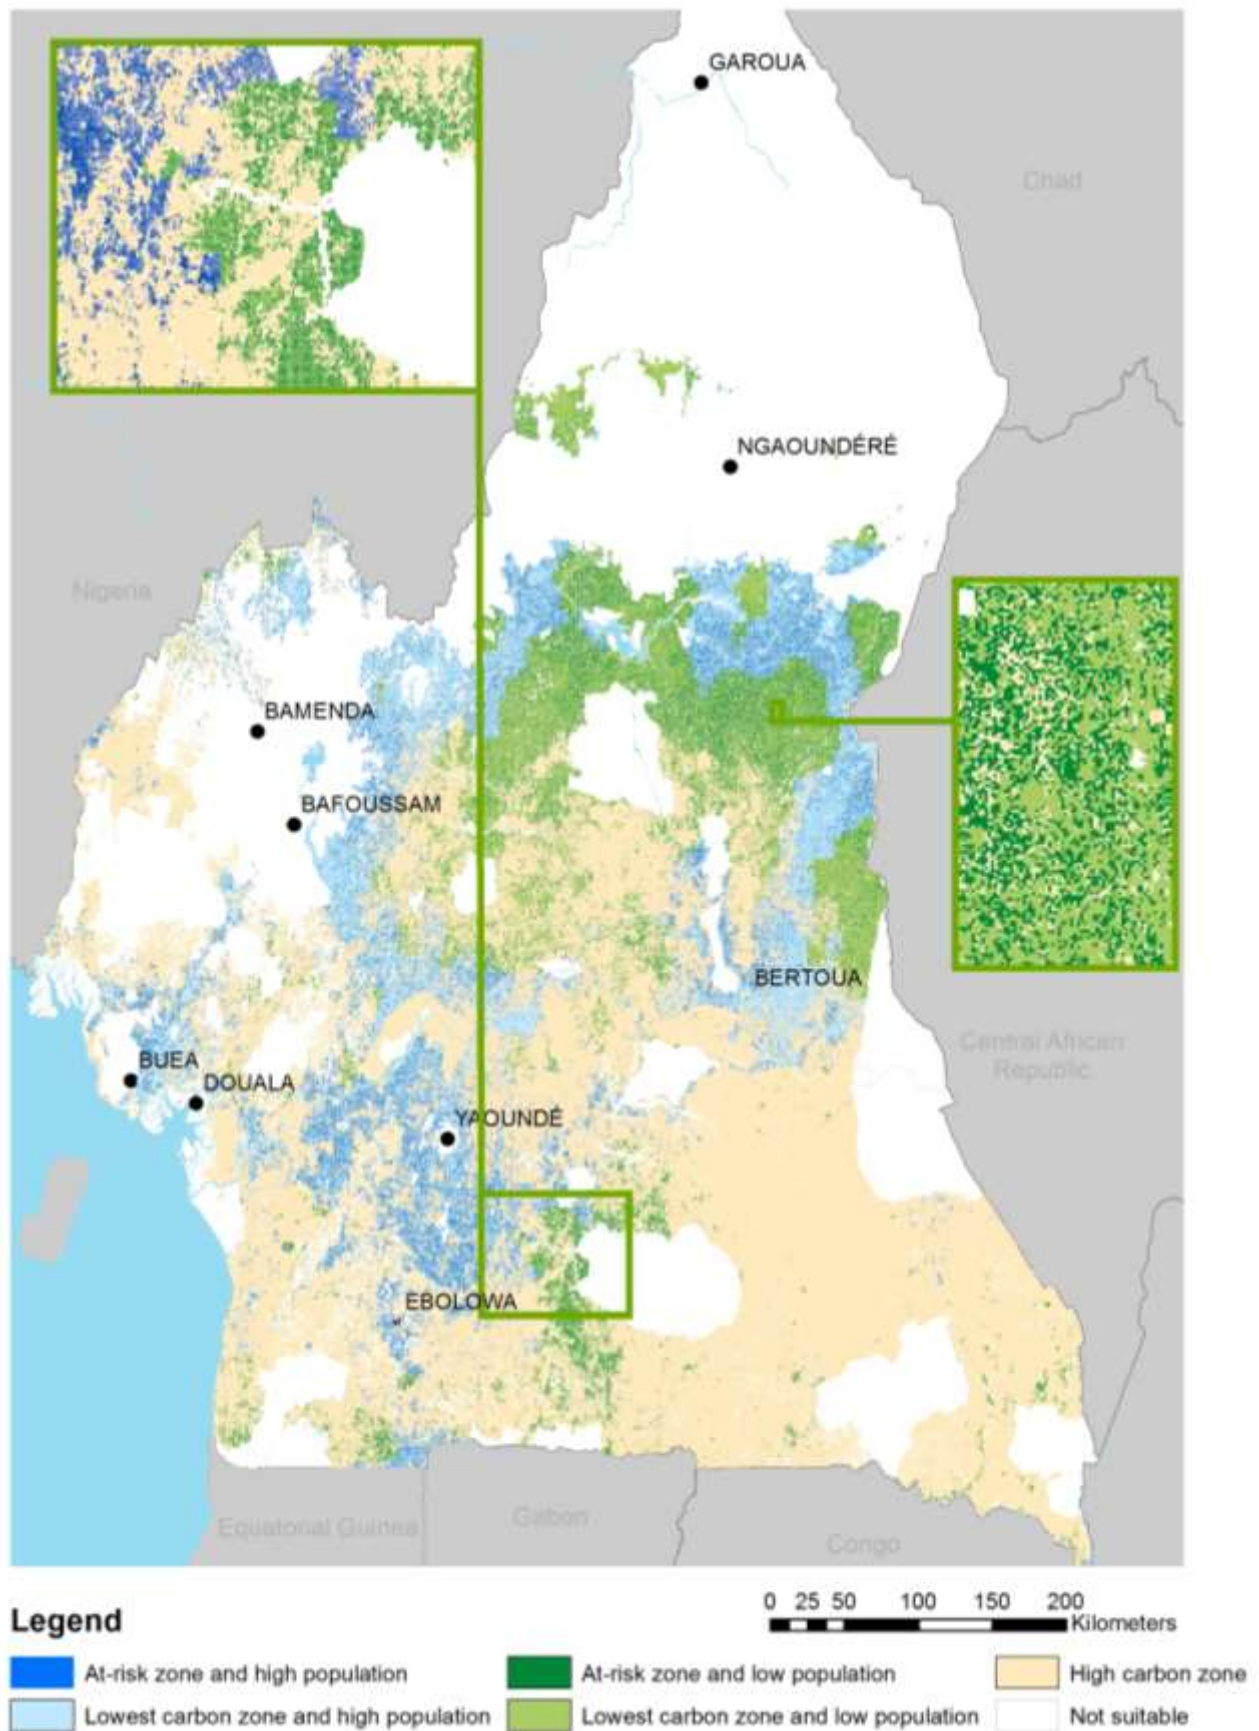 GAROUA
Chad
NGAOUNDÉRÉ
Nigeria
BAMENDA
BAFOUSSAM
BERTOUA
Central African
Republic
BUEA
DOUALA
YAOUNDÉ
EBOLOWA
Equatorial Guinea
Gabon
Congo
0 25 50 100 150 200
Kilometers
Legend
At-risk zone and high population
At-risk zone and low population
High carbon zone
Lowest carbon zone and high population
Lowest carbon zone and low population
Not suitable